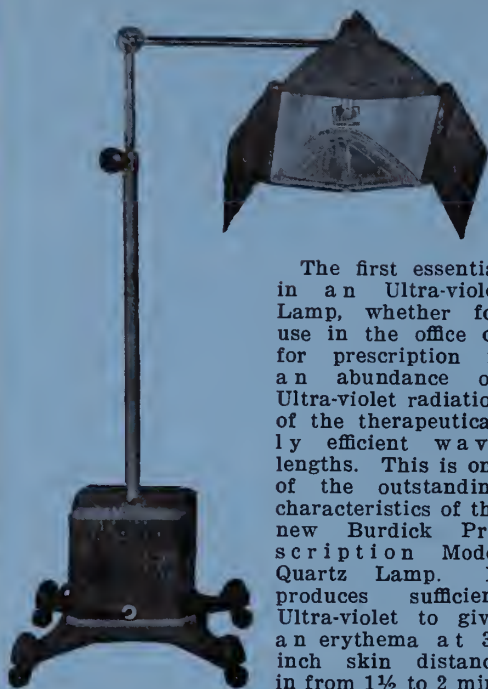 The first essentia
in an Ultra-viole
Lamp, whether fo
use in the office o
for prescription i
an abundance o
Ultra-violet radiatio
of the therapeutica
ly efficient wav
lengths. This is on
of the outstandin
characteristics of th
new Burdick Pr
scription Mode
Quartz Lamp. I
produces sufficien
Ultra-violet to giv
an erythema at 3
inch skin distanc
in from 1½ to 2 min